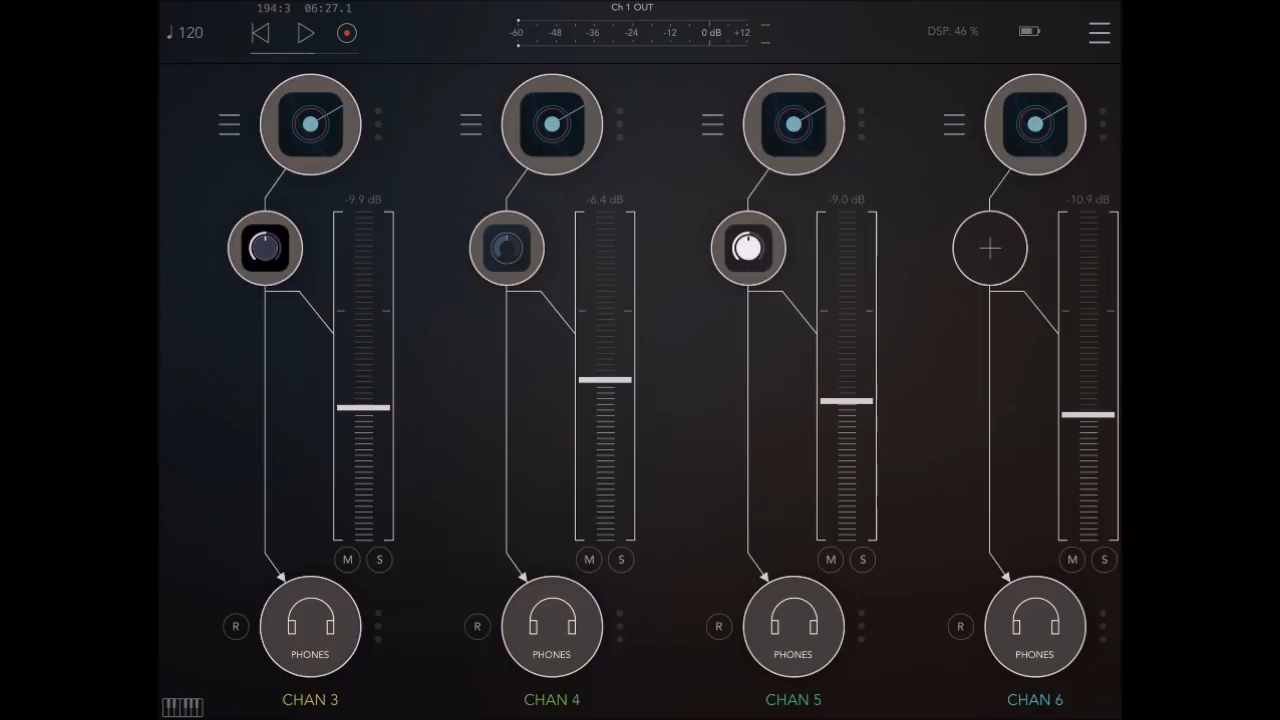 194:3 06:27.1
Ch 1 OUT
♩ 120
-60 -48 -36 -24 -12 0 dB +12
DSP: 46 %
-9.9 dB
-6.4 dB
-9.0 dB
-10.9 dB
M S
M S
M S
M S
R
R
R
R
PHONES
PHONES
PHONES
PHONES
CHAN 3
CHAN 4
CHAN 5
CHAN 6